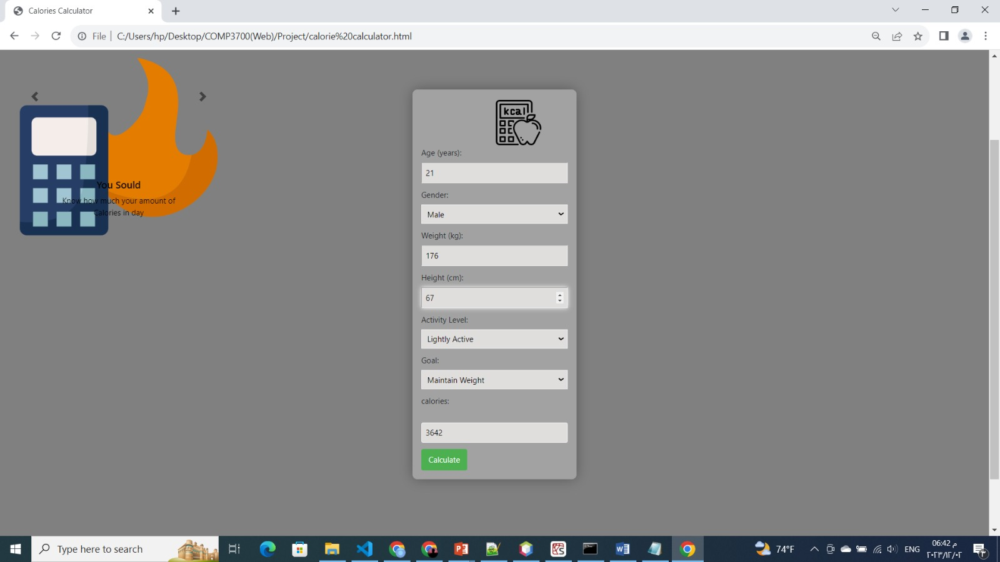 Calories Calculator
File
C:/Users/hp/Desktop/COMP3700(Web)/Project/calorie%20calculator.html
kcal
You Sould
Know how much your amount of
Calories in day
Age (years):
21
Gender:
Male
Weight (kg):
176
Height (cm):
67
Activity Level:
Lightly Active
Goal:
Maintain Weight
calories:
3642
Calculate
Type here to search
74°F
ENG
06:42 م
٢٠٢٣/١٢/٠٢
٣